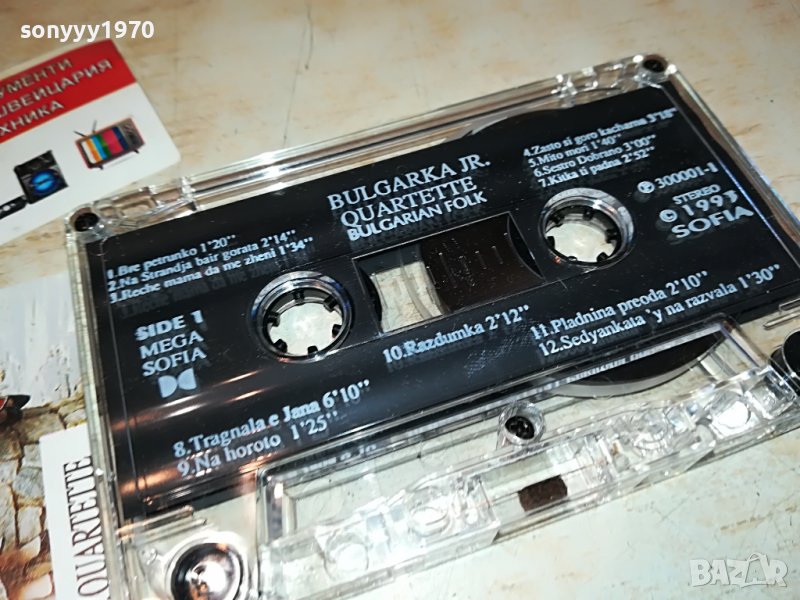 sonyyy1970
УМЕНТИ
ШВЕЙЦАРИЯ
ХНИКА
BULGARKA JR.
QUARTETTE
BULGARIAN FOLK
1.Bre petrunko 1'20''
2.Na Strandja bair gorata 2'14''
3.Reche mama da me zheni 1'34''
4.Zasto si goro kachama 3'18''
5.Mito mori 1'40''
6.Sestro Dobrano 3'00''
7.Kitka ti padna 2'52''
℗ 300001-1
STEREO
© 1993
SOFIA
SIDE 1
MEGA
SOFIA
8.Tragnala e Jana 6'10''
9.Na horoto 1'25''
10.Razdumka 2'12''
11.Pladnina preoda 2'10''
12.Sedyankata 'y na razvala 1'30''
QUARTETTE
BAZAR